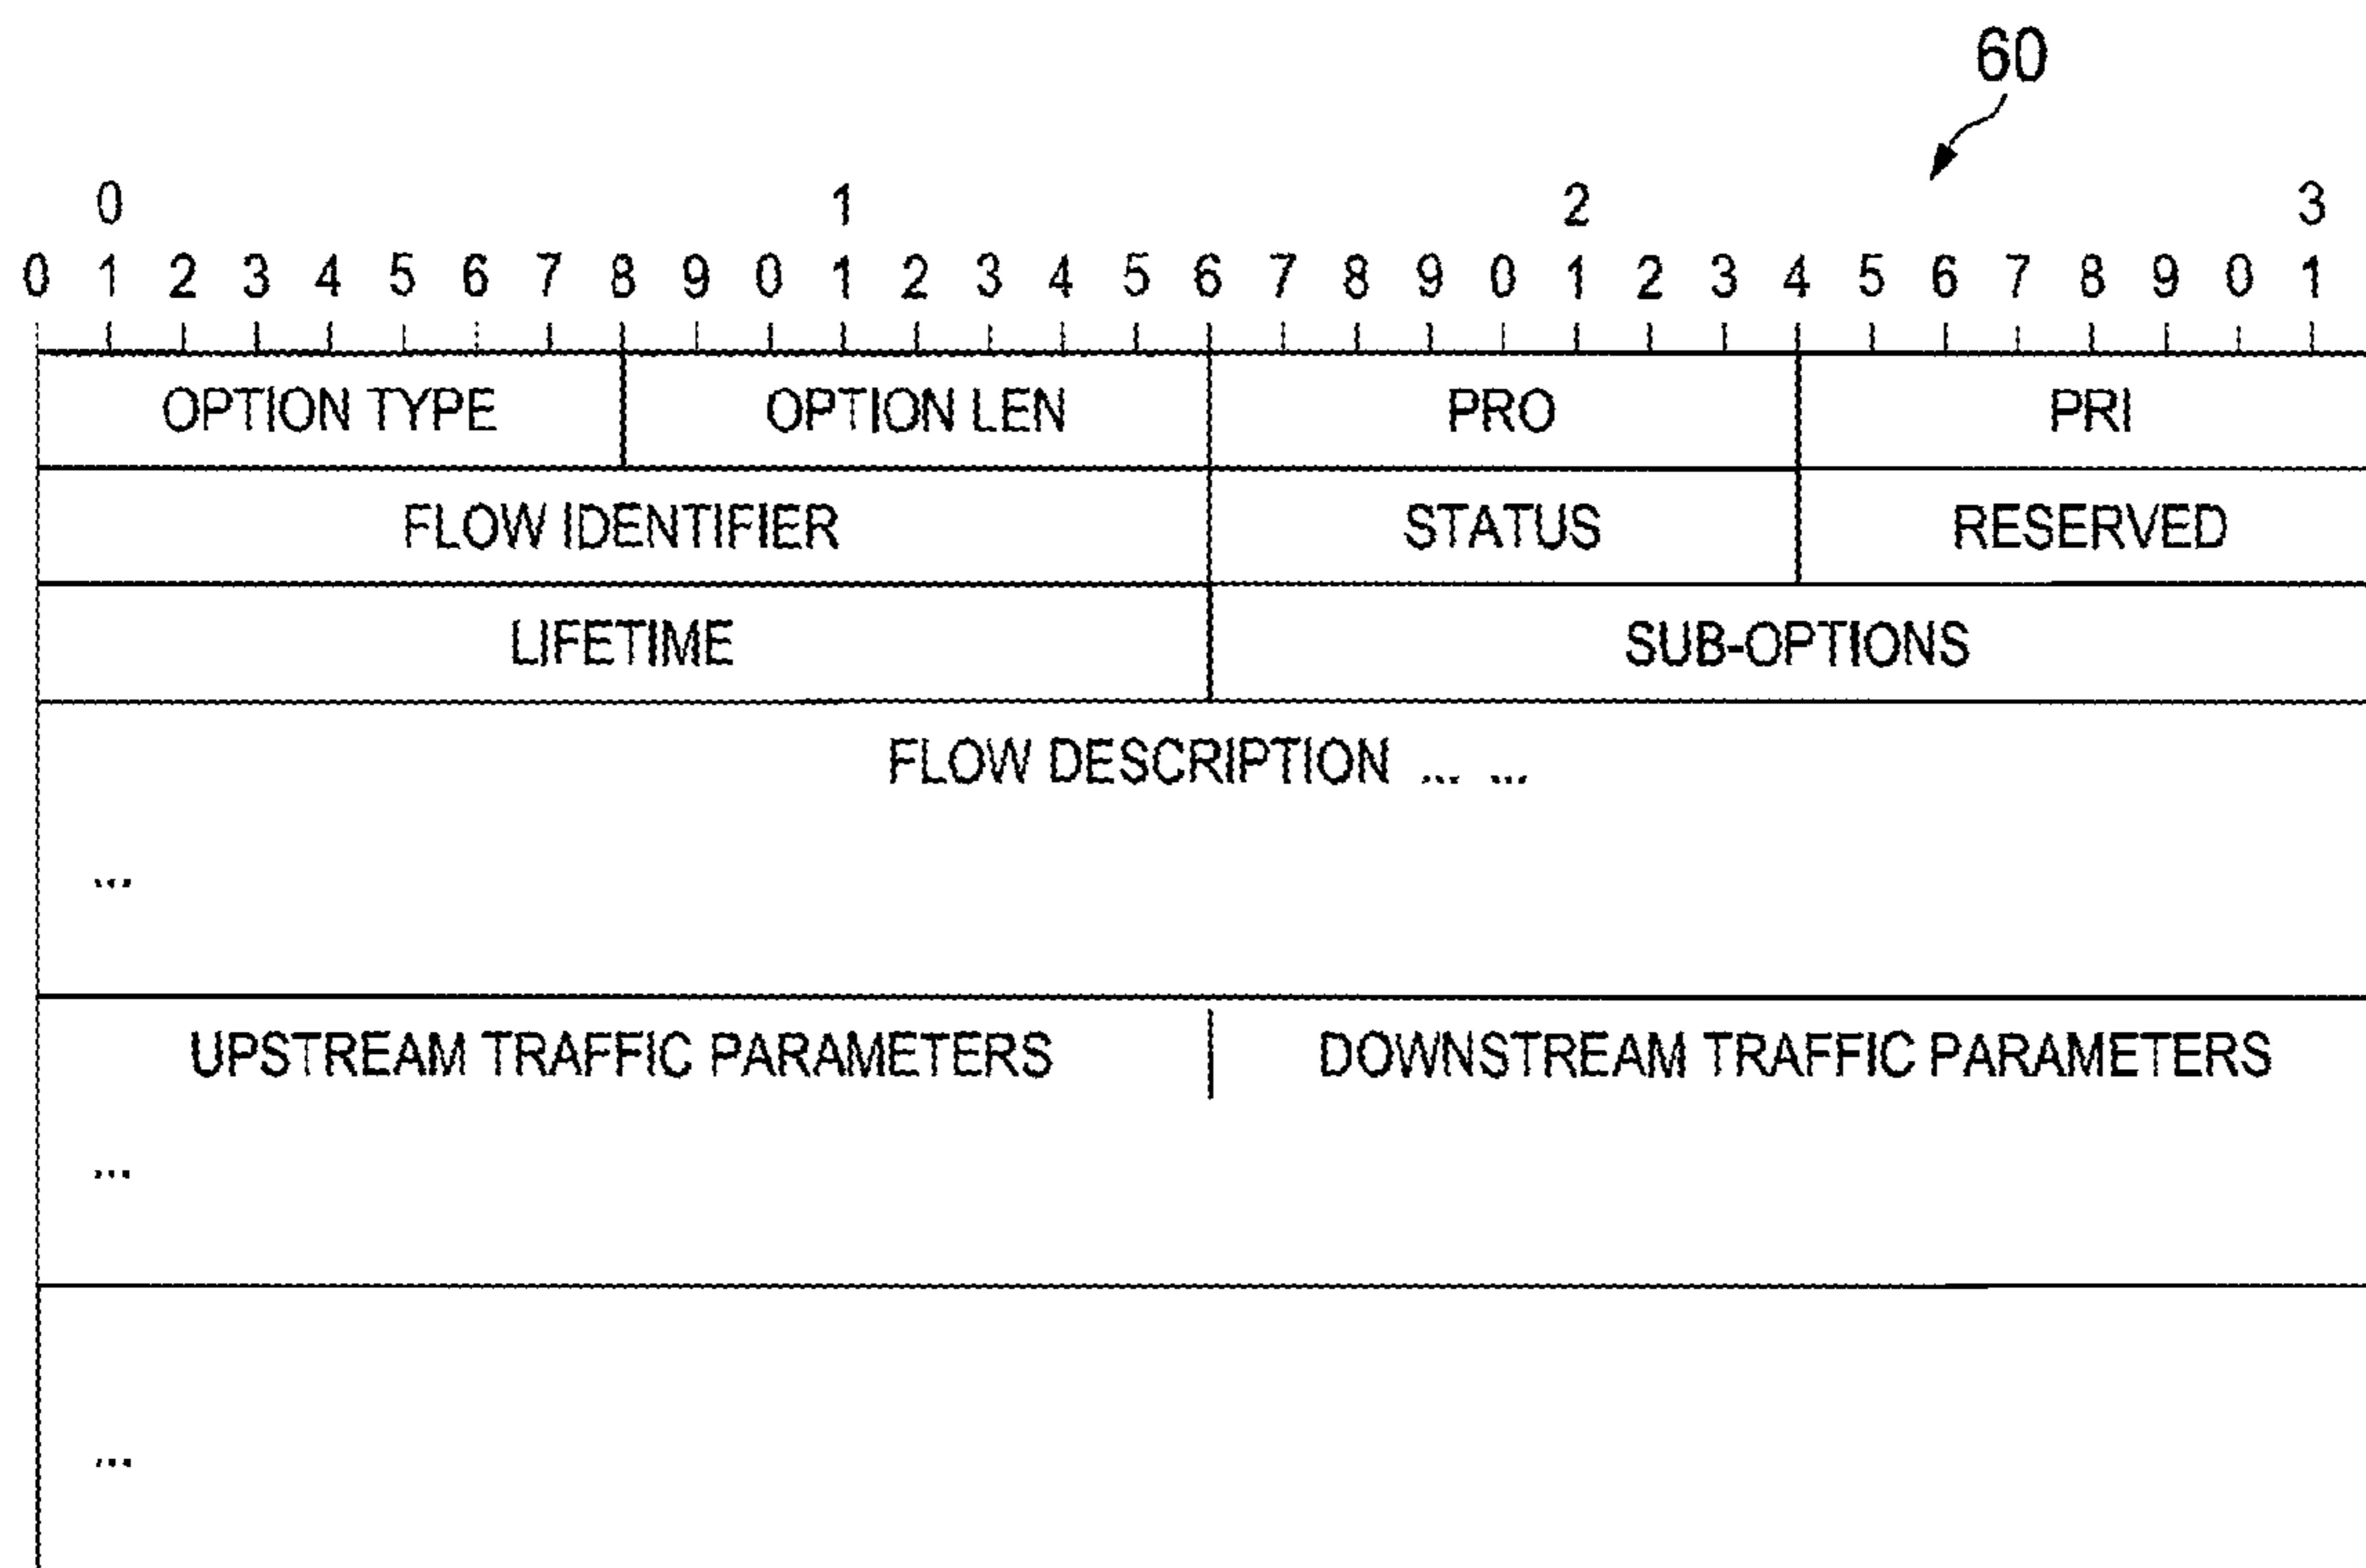 60
0 1 2 3
0 1 2 3 4 5 6 7 8 9 0 1 2 3 4 5 6 7 8 9 0 1 2 3 4 5 6 7 8 9 0 1
OPTION TYPE OPTION LEN PRO PRI
FLOW IDENTIFIER STATUS RESERVED
LIFETIME SUB-OPTIONS
FLOW DESCRIPTION ... ...
...
UPSTREAM TRAFFIC PARAMETERS DOWNSTREAM TRAFFIC PARAMETERS
...
...